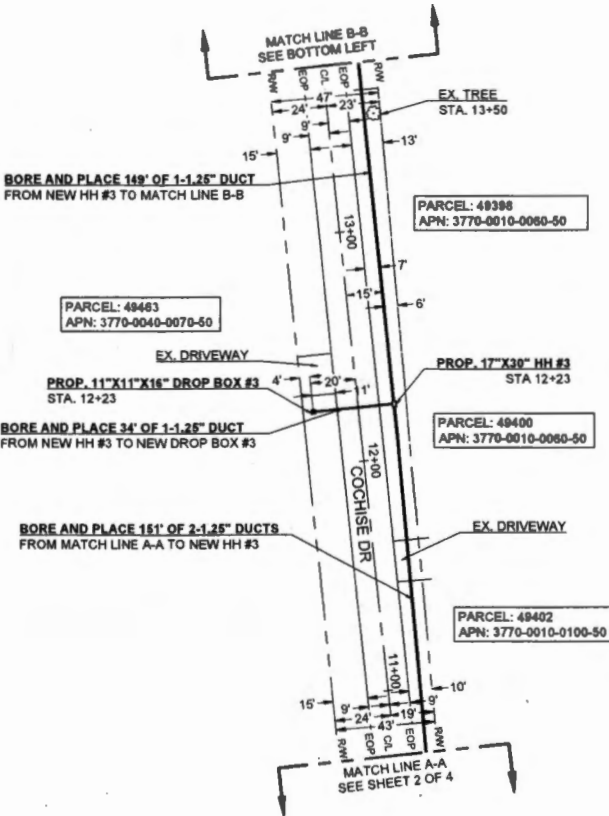 MATCH LINE B-B
SEE BOTTOM LEFT
R/W
EOP
C/L
EOP
R/W
47'
24'
23'
9'
9'
15'
EX. TREE
STA. 13+50
13'
BORE AND PLACE 149' OF 1-1.25" DUCT
FROM NEW HH #3 TO MATCH LINE B-B
PARCEL: 49398
APN: 3770-0010-0060-50
13+00
7'
15'
6'
PARCEL: 49463
APN: 3770-0040-0070-50
EX. DRIVEWAY
4'
20'
11'
PROP. 11"X11"X16" DROP BOX #3
STA. 12+23
PROP. 17"X30" HH #3
STA 12+23
BORE AND PLACE 34' OF 1-1.25" DUCT
FROM NEW HH #3 TO NEW DROP BOX #3
PARCEL: 49400
APN: 3770-0010-0060-50
12+00
COCHISE DR
BORE AND PLACE 151' OF 2-1.25" DUCTS
FROM MATCH LINE A-A TO NEW HH #3
EX. DRIVEWAY
PARCEL: 49402
APN: 3770-0010-0100-50
11+00
10'
15'
9'
9'
24'
19'
43'
R/W
EOP
C/L
EOP
R/W
MATCH LINE A-A
SEE SHEET 2 OF 4